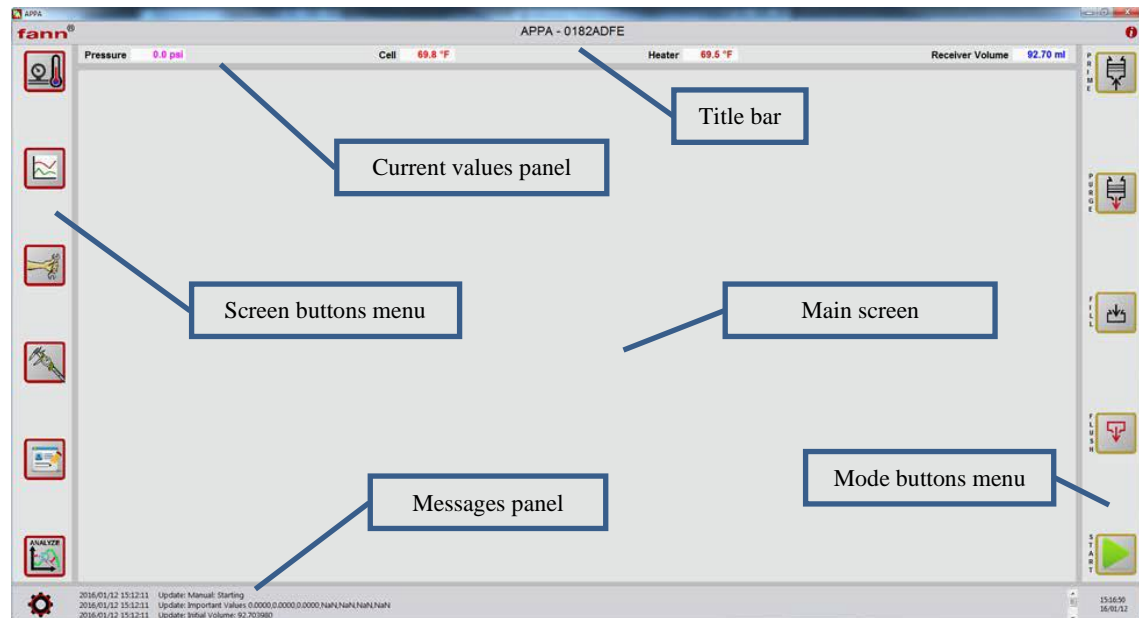 APPA
fann®
APPA - 0182ADFE
Pressure 0.0 psi Cell 69.8 °F Heater 69.5 °F Receiver Volume 92.70 ml
PRIME
Title bar
Current values panel
PURGE
Screen buttons menu
Main screen
FILL
FLUSH
Mode buttons menu
Messages panel
ANALYZE
START
2016/01/12 15:12:11 Update: Manual: Starting
2016/01/12 15:12:11 Update: Important Values 0.0000,0.0000,0.0000,NaN,NaN,NaN,NaN
2016/01/12 15:12:11 Update: Initial Volume: 92.703980
15:16:50
16/01/12